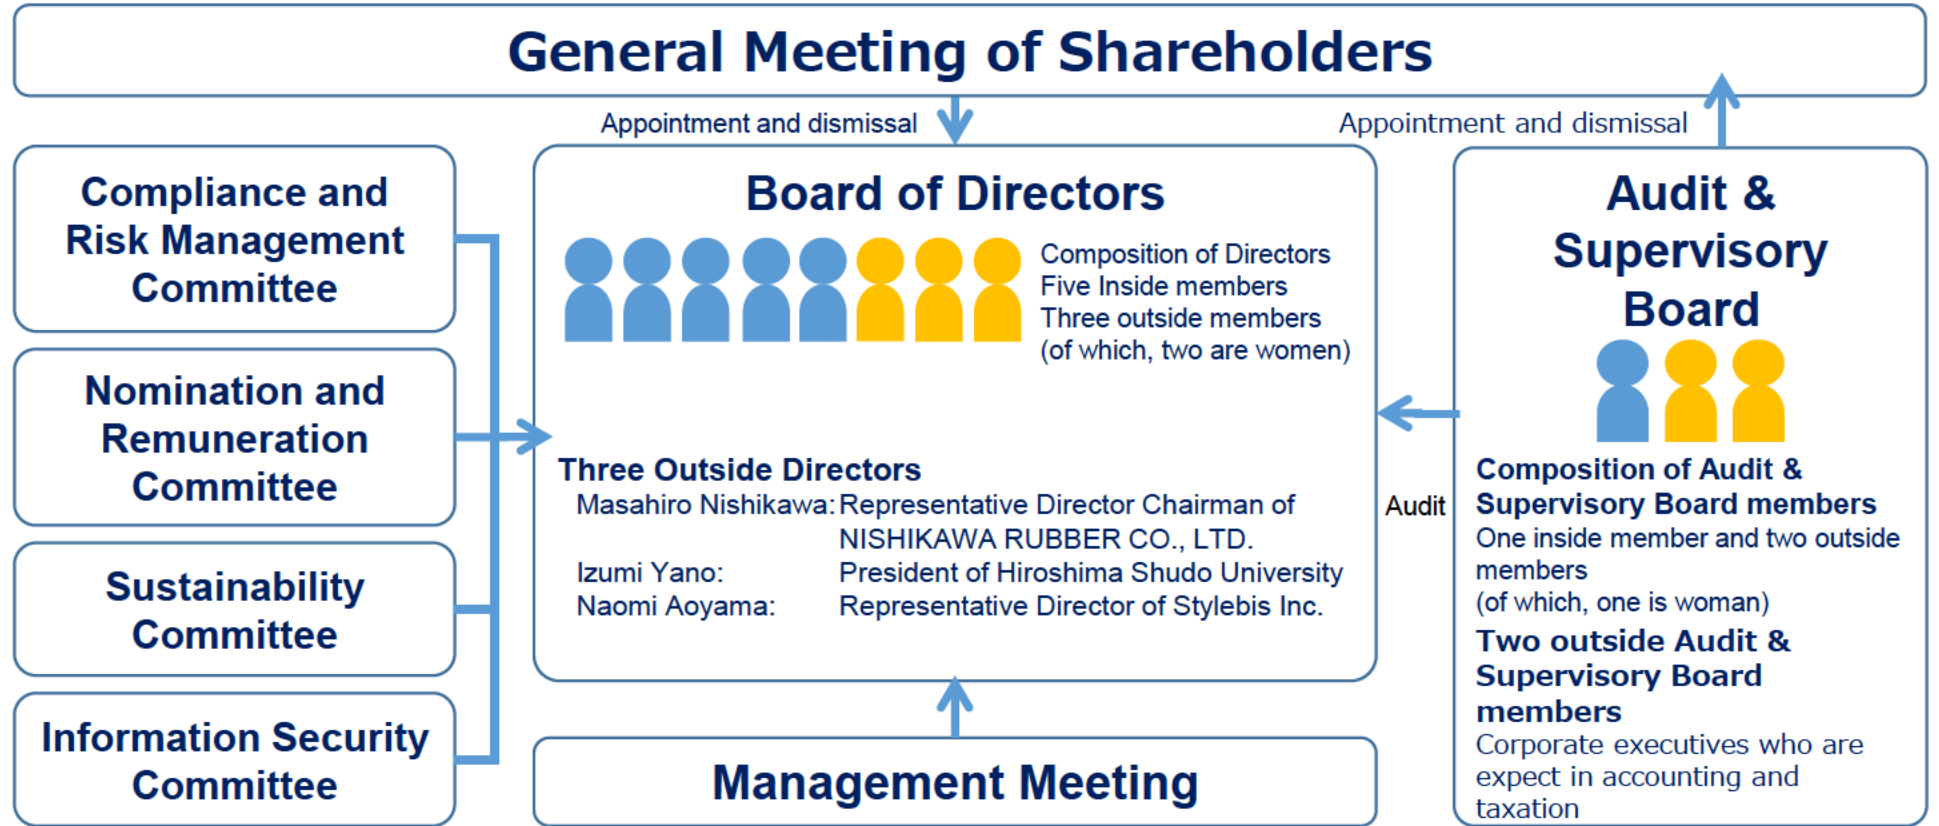 General Meeting of Shareholders
Appointment and dismissal
Appointment and dismissal
Compliance and
Risk Management
Committee
Nomination and
Remuneration
Committee
Sustainability
Committee
Information Security
Committee
Board of Directors
Composition of Directors
Five Inside members
Three outside members
(of which, two are women)
Three Outside Directors
Masahiro Nishikawa: Representative Director Chairman of
NISHIKAWA RUBBER CO., LTD.
Izumi Yano: President of Hiroshima Shudo University
Naomi Aoyama: Representative Director of Stylebis Inc.
Management Meeting
Audit
Audit &
Supervisory
Board
Composition of Audit &
Supervisory Board members
One inside member and two outside
members
(of which, one is woman)
Two outside Audit &
Supervisory Board
members
Corporate executives who are
expect in accounting and
taxation